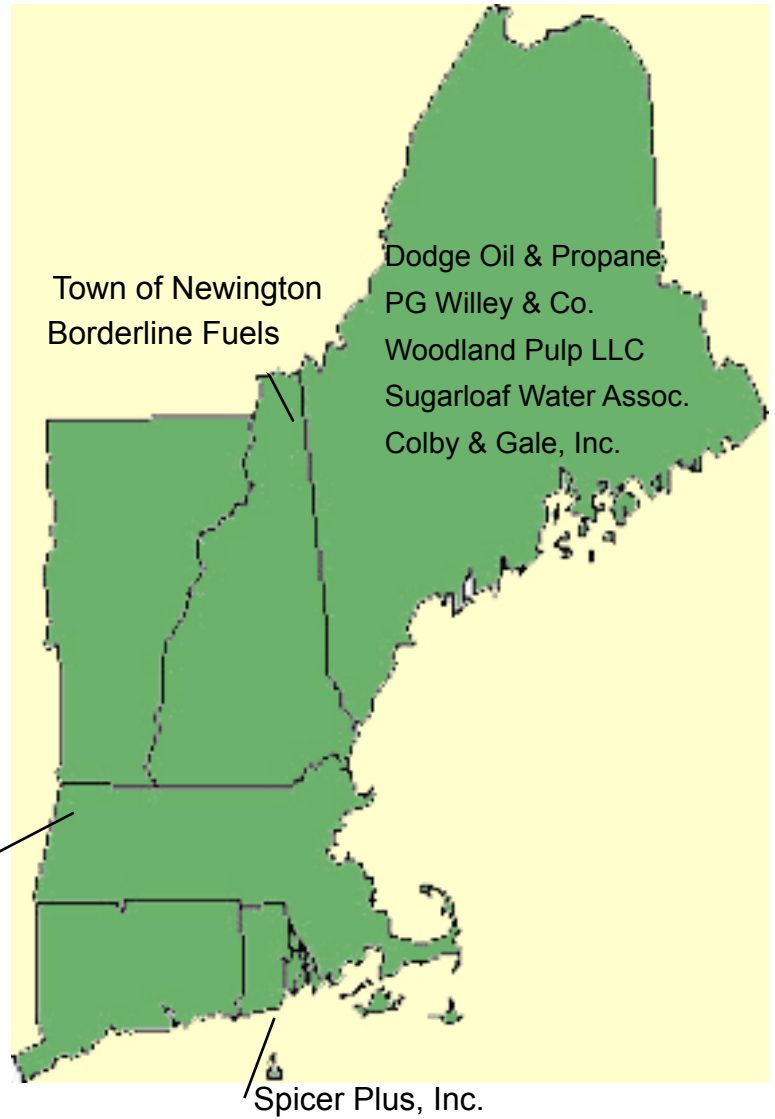 Town of Newington
Borderline Fuels
Dodge Oil & Propane
PG Willey & Co.
Woodland Pulp LLC
Sugarloaf Water Assoc.
Colby & Gale, Inc.
Spicer Plus, Inc.